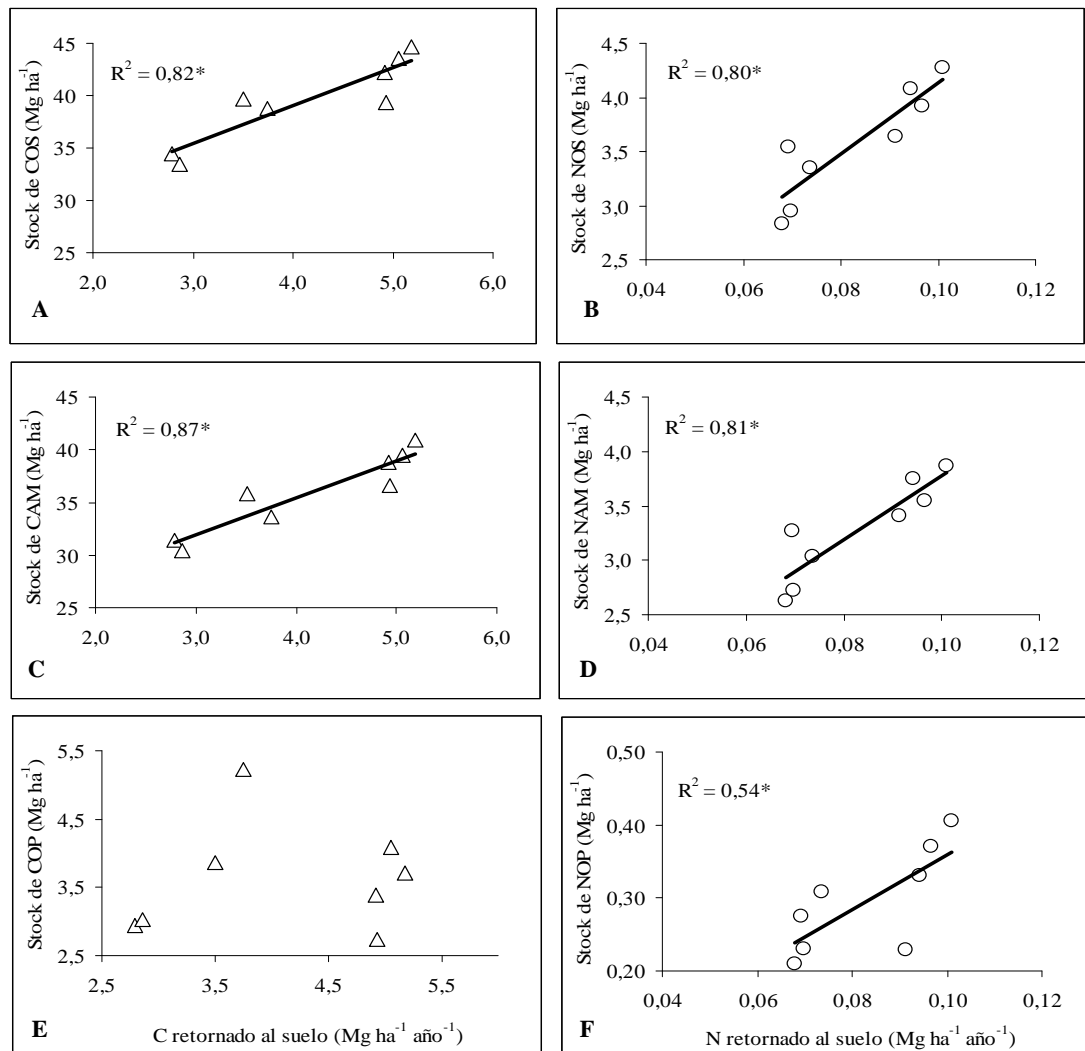 Stock de COS (Mg ha⁻¹)
45
40
35
30
25
R² = 0,82*
2,0 3,0 4,0 5,0 6,0
A
Stock de NOS (Mg ha⁻¹)
4,5
4,0
3,5
3,0
2,5
R² = 0,80*
0,04 0,06 0,08 0,10 0,12
B
Stock de CAM (Mg ha⁻¹)
45
40
35
30
25
R² = 0,87*
2,0 3,0 4,0 5,0 6,0
C
Stock de NAM (Mg ha⁻¹)
4,5
4,0
3,5
3,0
2,5
R² = 0,81*
0,04 0,06 0,08 0,10 0,12
D
Stock de COP (Mg ha⁻¹)
5,5
4,5
3,5
2,5
2,5 3,5 4,5 5,5
E
C retornado al suelo (Mg ha⁻¹ año⁻¹)
Stock de NOP (Mg ha⁻¹)
0,50
0,40
0,30
0,20
R² = 0,54*
0,04 0,06 0,08 0,10 0,12
F
N retornado al suelo (Mg ha⁻¹ año⁻¹)